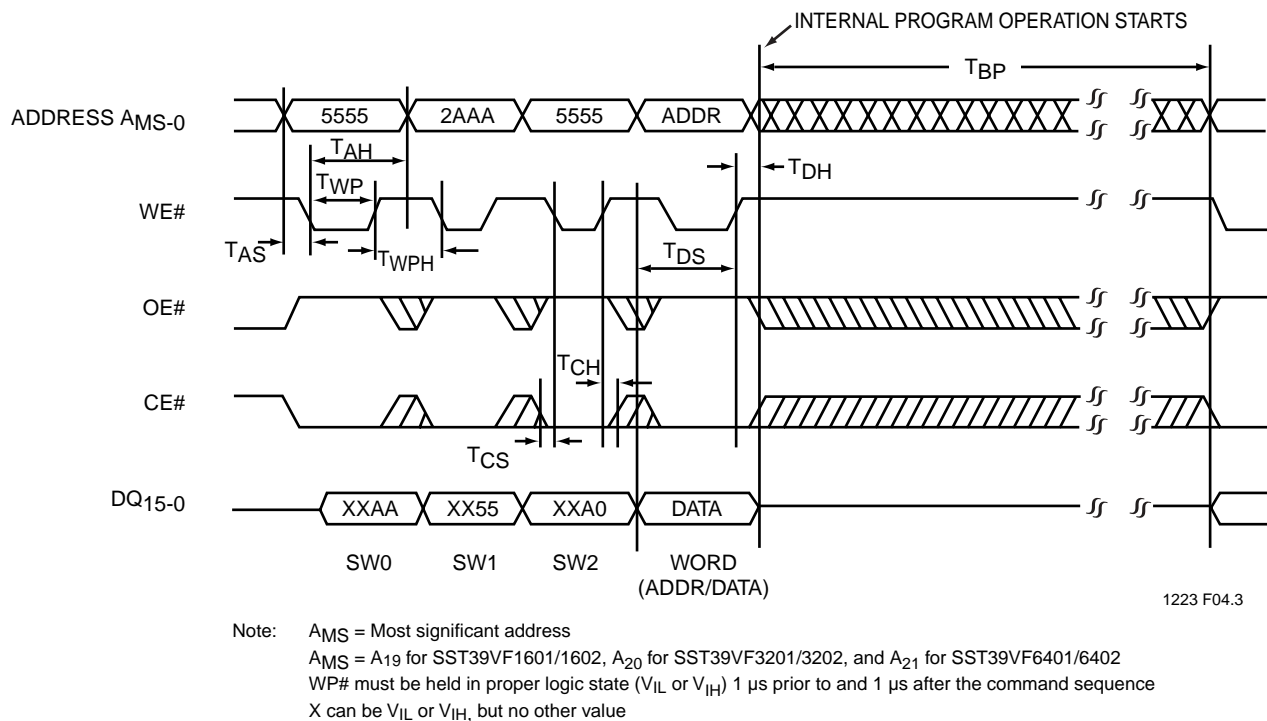 INTERNAL PROGRAM OPERATION STARTS
TBP
ADDRESS AMS-0
5555
2AAA
5555
ADDR
TAH
TDH
TWP
WE#
TAS
TWPH
TDS
OE#
TCH
CE#
TCS
DQ15-0
XXAA
XX55
XXA0
DATA
SW0
SW1
SW2
WORD
(ADDR/DATA)
1223 F04.3
Note: AMS = Most significant address
AMS = A19 for SST39VF1601/1602, A20 for SST39VF3201/3202, and A21 for SST39VF6401/6402
WP# must be held in proper logic state (VIL or VIH) 1 µs prior to and 1 µs after the command sequence
X can be VIL or VIH, but no other value